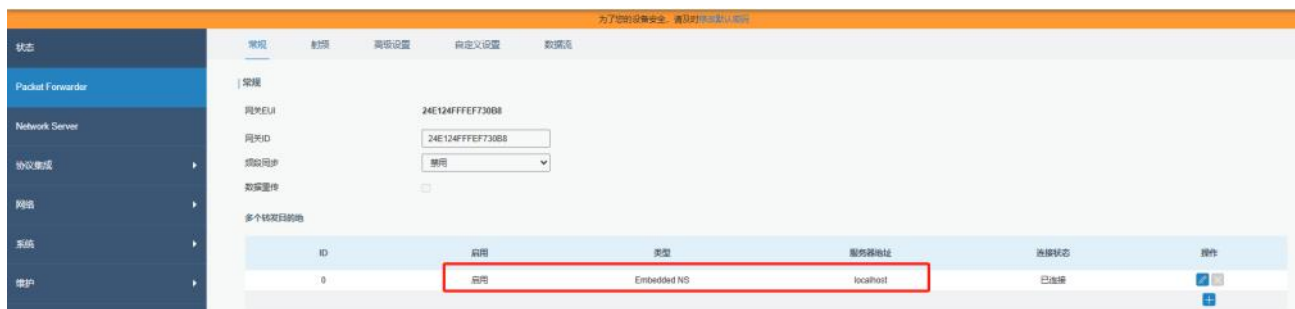 为了您的设备安全，请及时修改默认密码
状态
常规 射频 高级设置 自定义设置 数据流
Packet Forwarder
常规
网关EUI 24E124FFFEF730B8
Network Server
网关ID 24E124FFFEF730B8
协议集成
频段同步 禁用
数据重传
网络
多个转发目的地
系统
ID 启用 类型 服务器地址 连接状态 操作
维护
0 启用 Embedded NS localhost 已连接